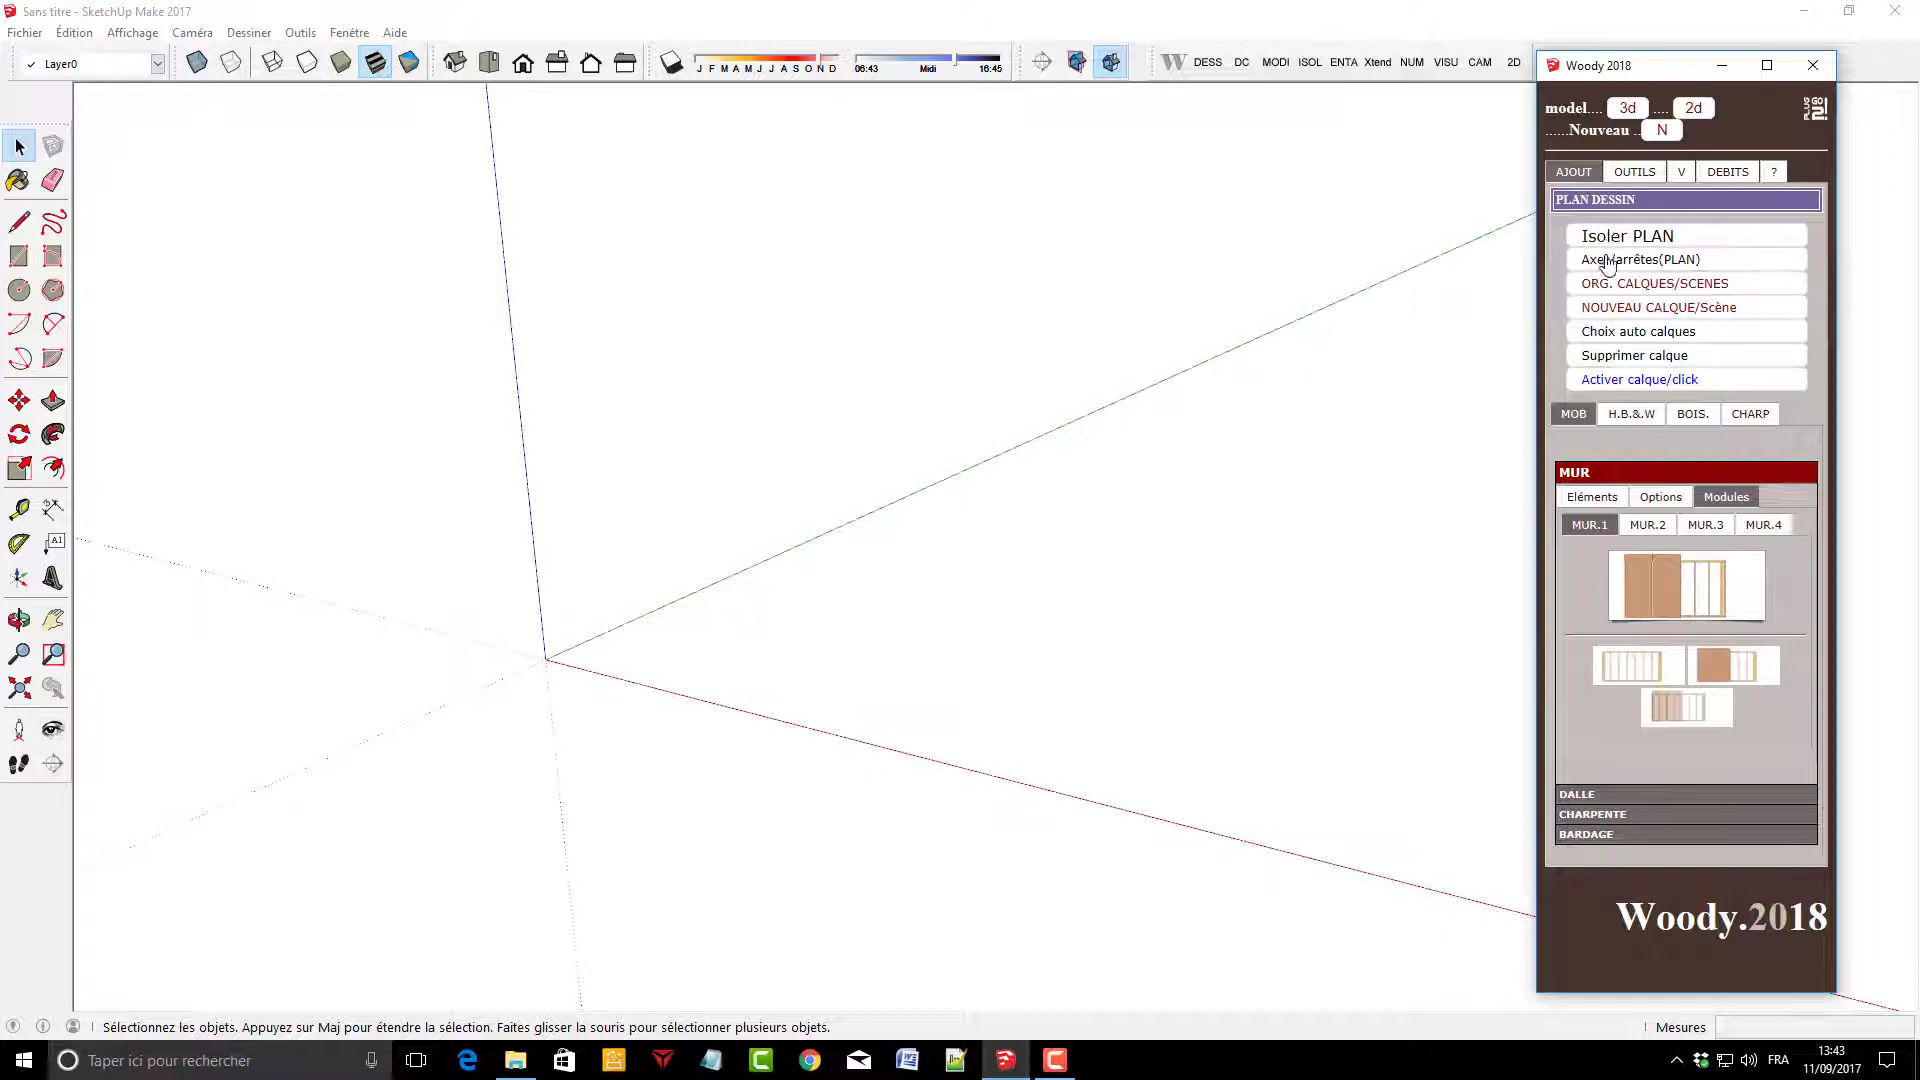 Sans titre - SketchUp Make 2017
Fichier Édition Affichage Caméra Dessiner Outils Fenêtre Aide
Layer0
J F M A M J J A S O N D
06:43 Midi 16:45
DESS DC MODI ISOL ENTA Xtend NUM VISU CAM 2D
Woody 2018
model.... 3d .... 2d
......Nouveau .. N
PLUG GO
AJOUT OUTILS V DEBITS ?
PLAN DESSIN
Isoler PLAN
Axe/arrêtes(PLAN)
ORG. CALQUES/SCENES
NOUVEAU CALQUE/Scène
Choix auto calques
Supprimer calque
Activer calque/click
MOB H.B.&.W BOIS. CHARP
MUR
Eléments Options Modules
MUR.1 MUR.2 MUR.3 MUR.4
DALLE
CHARPENTE
BARDAGE
Woody.2018
Sélectionnez les objets. Appuyez sur Maj pour étendre la sélection. Faites glisser la souris pour sélectionner plusieurs objets.
Mesures
Taper ici pour rechercher
FRA
13:43
11/09/2017